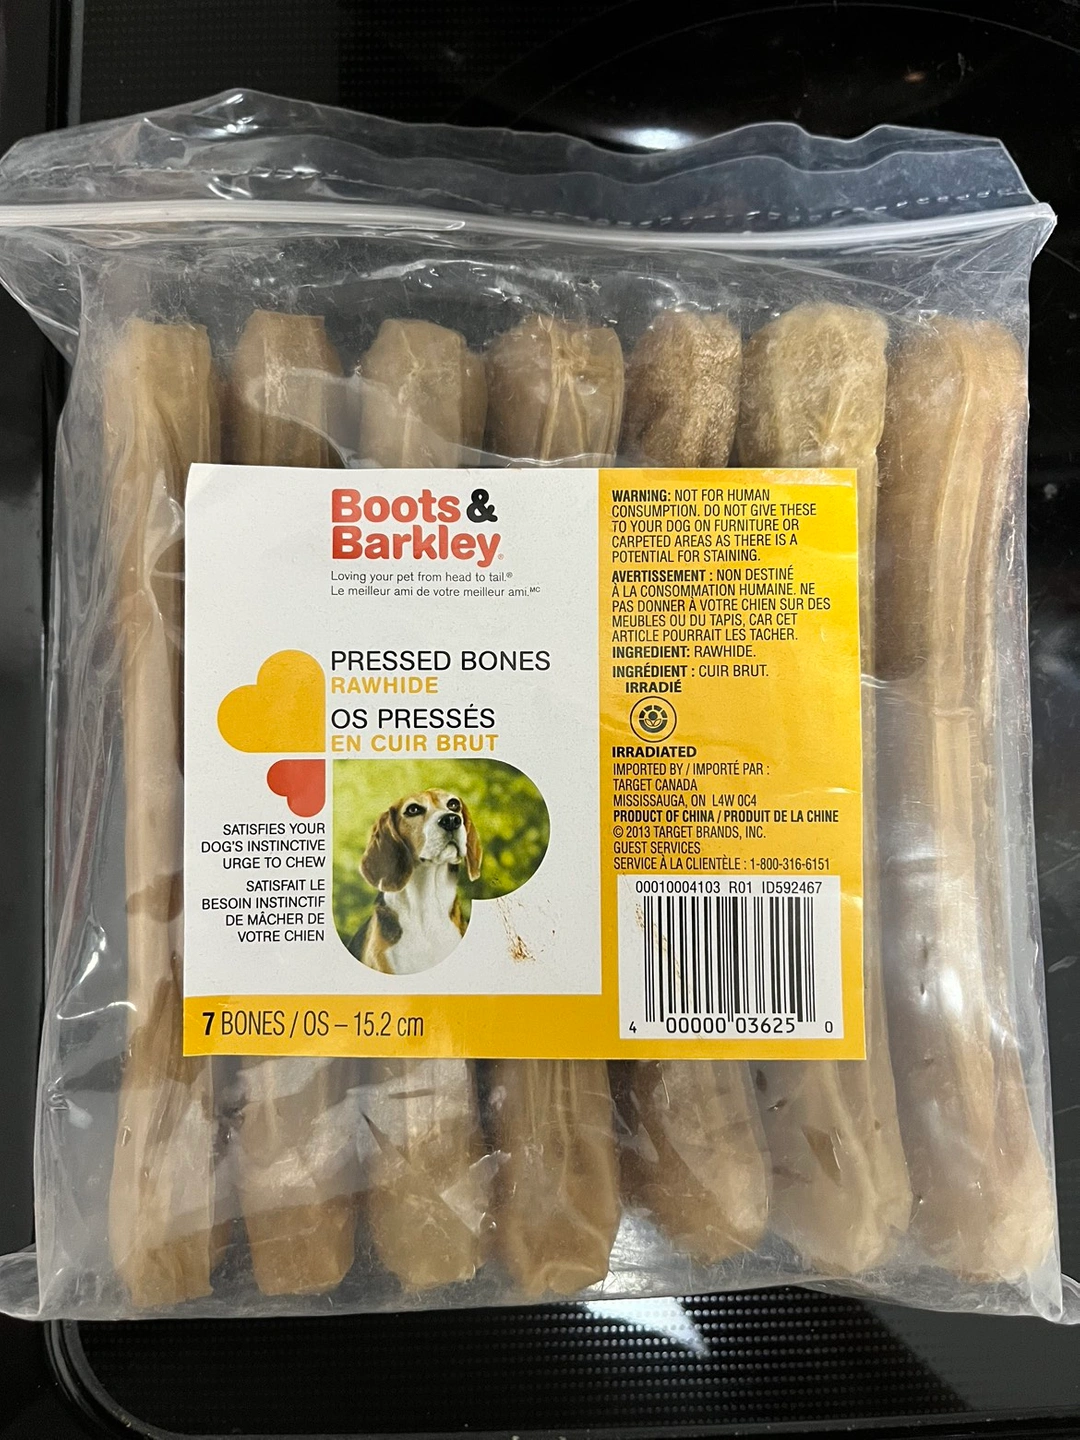 Boots &
Barkley®
Loving your pet from head to tail.®
Le meilleur ami de votre meilleur ami.MC
PRESSED BONES
RAWHIDE
OS PRESSÉS
EN CUIR BRUT
SATISFIES YOUR
DOG'S INSTINCTIVE
URGE TO CHEW
SATISFAIT LE
BESOIN INSTINCTIF
DE MÂCHER DE
VOTRE CHIEN
7 BONES / OS – 15.2 cm
WARNING: NOT FOR HUMAN
CONSUMPTION. DO NOT GIVE THESE
TO YOUR DOG ON FURNITURE OR
CARPETED AREAS AS THERE IS A
POTENTIAL FOR STAINING.
AVERTISSEMENT : NON DESTINÉ
À LA CONSOMMATION HUMAINE. NE
PAS DONNER À VOTRE CHIEN SUR DES
MEUBLES OU DU TAPIS, CAR CET
ARTICLE POURRAIT LES TACHER.
INGREDIENT: RAWHIDE.
INGRÉDIENT : CUIR BRUT.
IRRADIÉ
IRRADIATED
IMPORTED BY / IMPORTÉ PAR :
TARGET CANADA
MISSISSAUGA, ON L4W 0C4
PRODUCT OF CHINA / PRODUIT DE LA CHINE
© 2013 TARGET BRANDS, INC.
GUEST SERVICES
SERVICE À LA CLIENTÈLE : 1-800-316-6151
00010004103 R01 ID592467
4 00000 03625 0